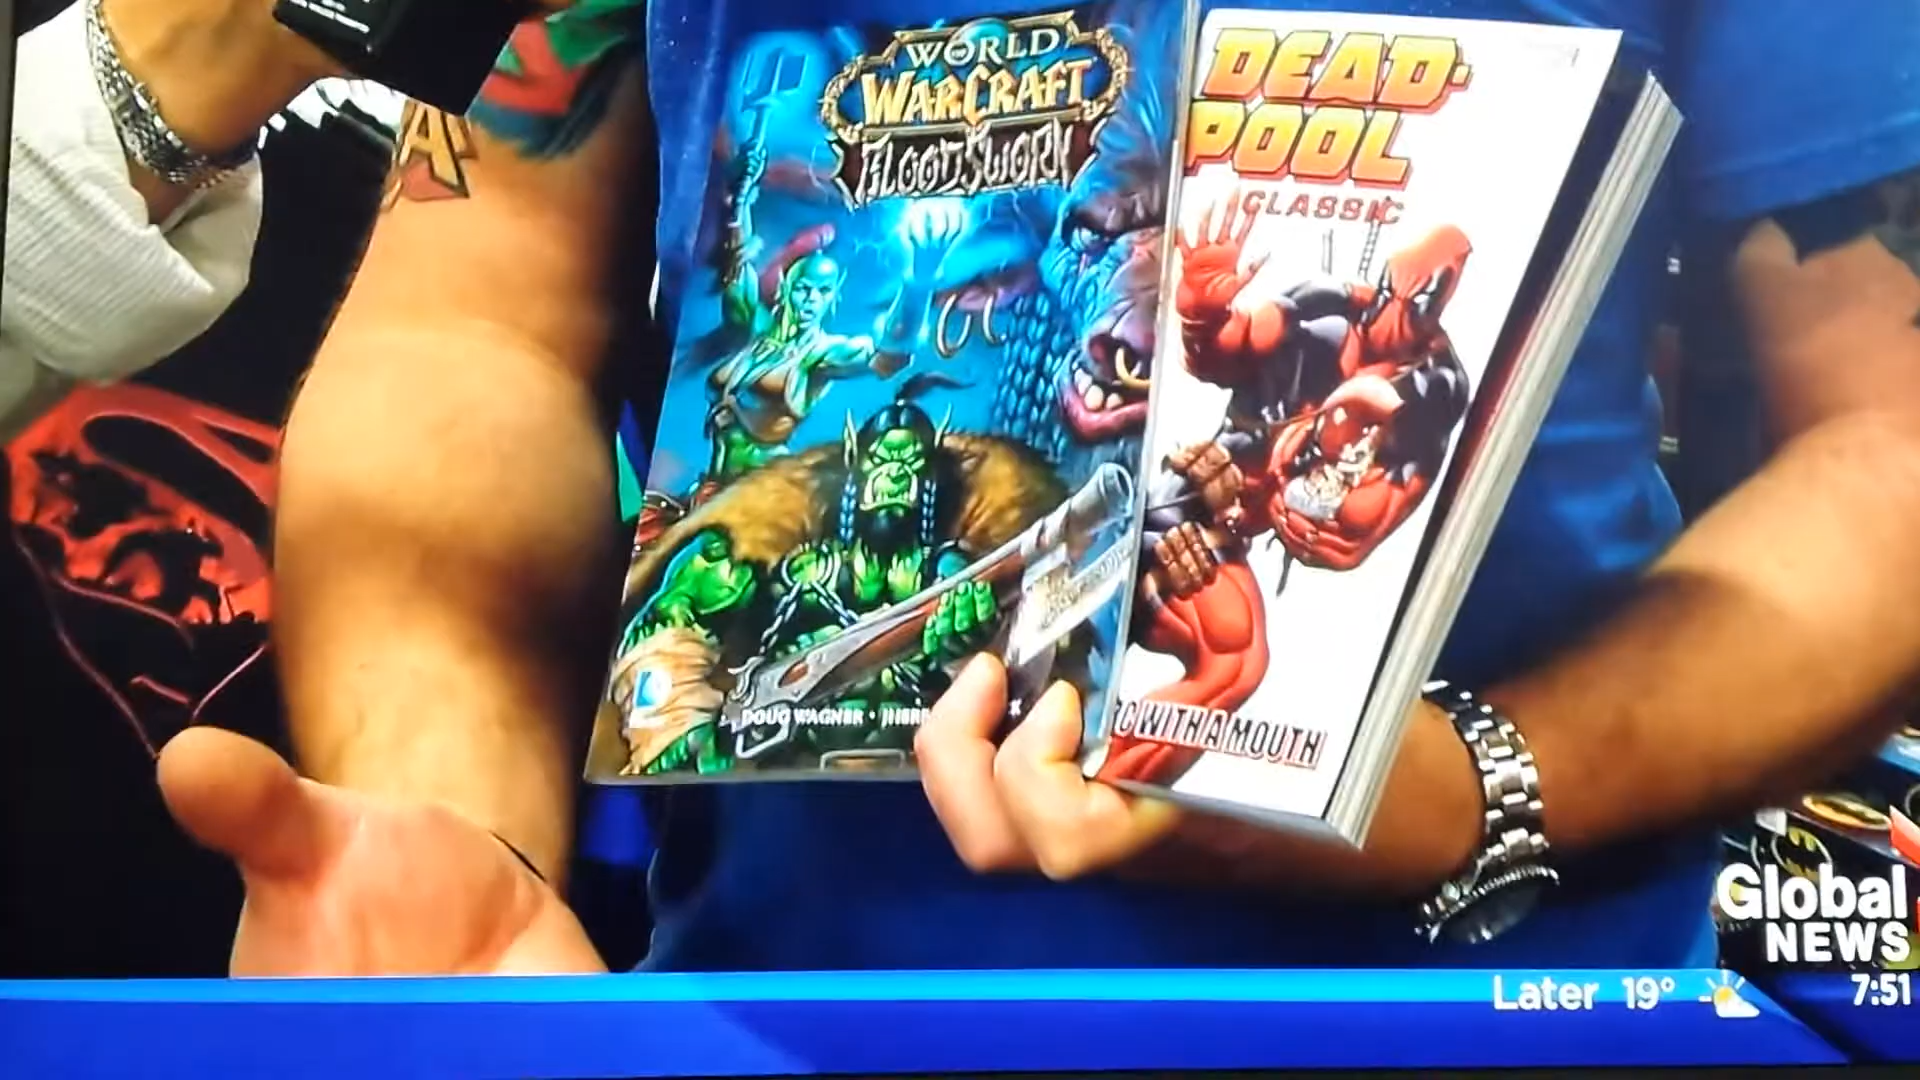 WORLD
WARCRAFT
BLOODSWORN
DOUG WAGNER •
DEAD-
POOL
CLASSIC
WITH A MOUTH
Global
NEWS
Later 19°
7:51